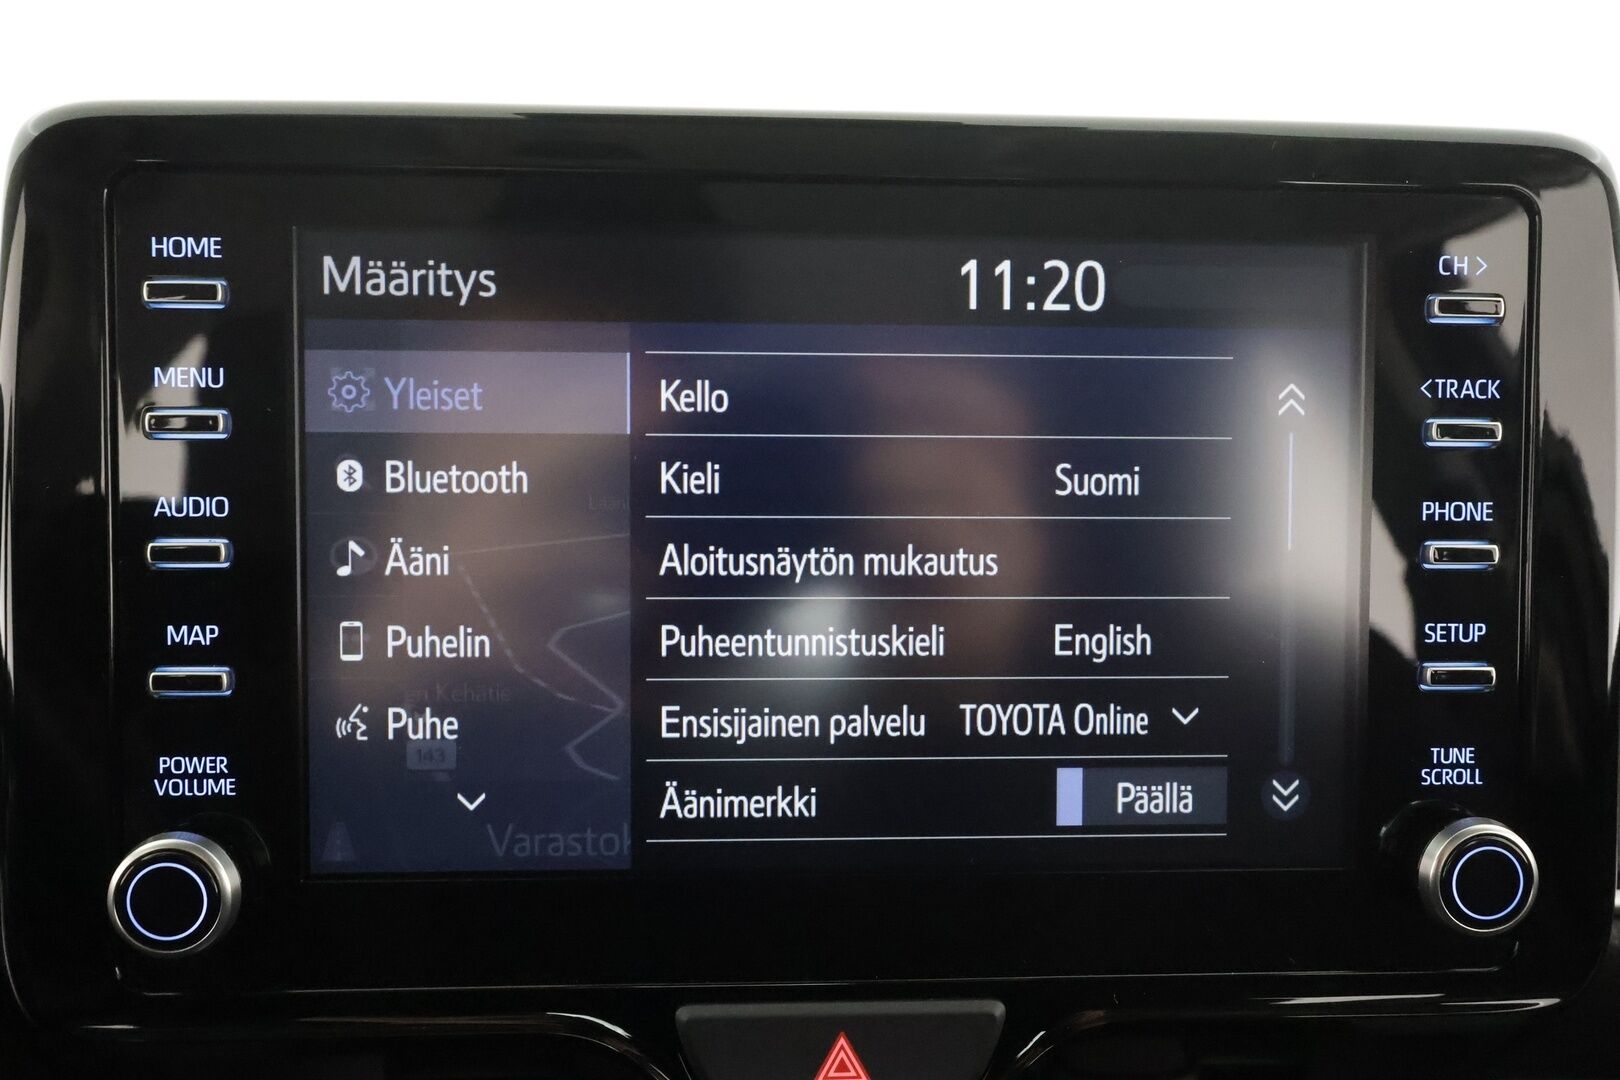 HOME
MENU
AUDIO
MAP
POWER
VOLUME
Määritys
11:20
Yleiset
Bluetooth
Ääni
Puhelin
Puhe
143
Kello
Kieli Suomi
Aloitusnäytön mukautus
Puheentunnistuskieli English
Ensisijainen palvelu TOYOTA Online
Äänimerkki Päällä
CH >
<TRACK
PHONE
SETUP
TUNE
SCROLL